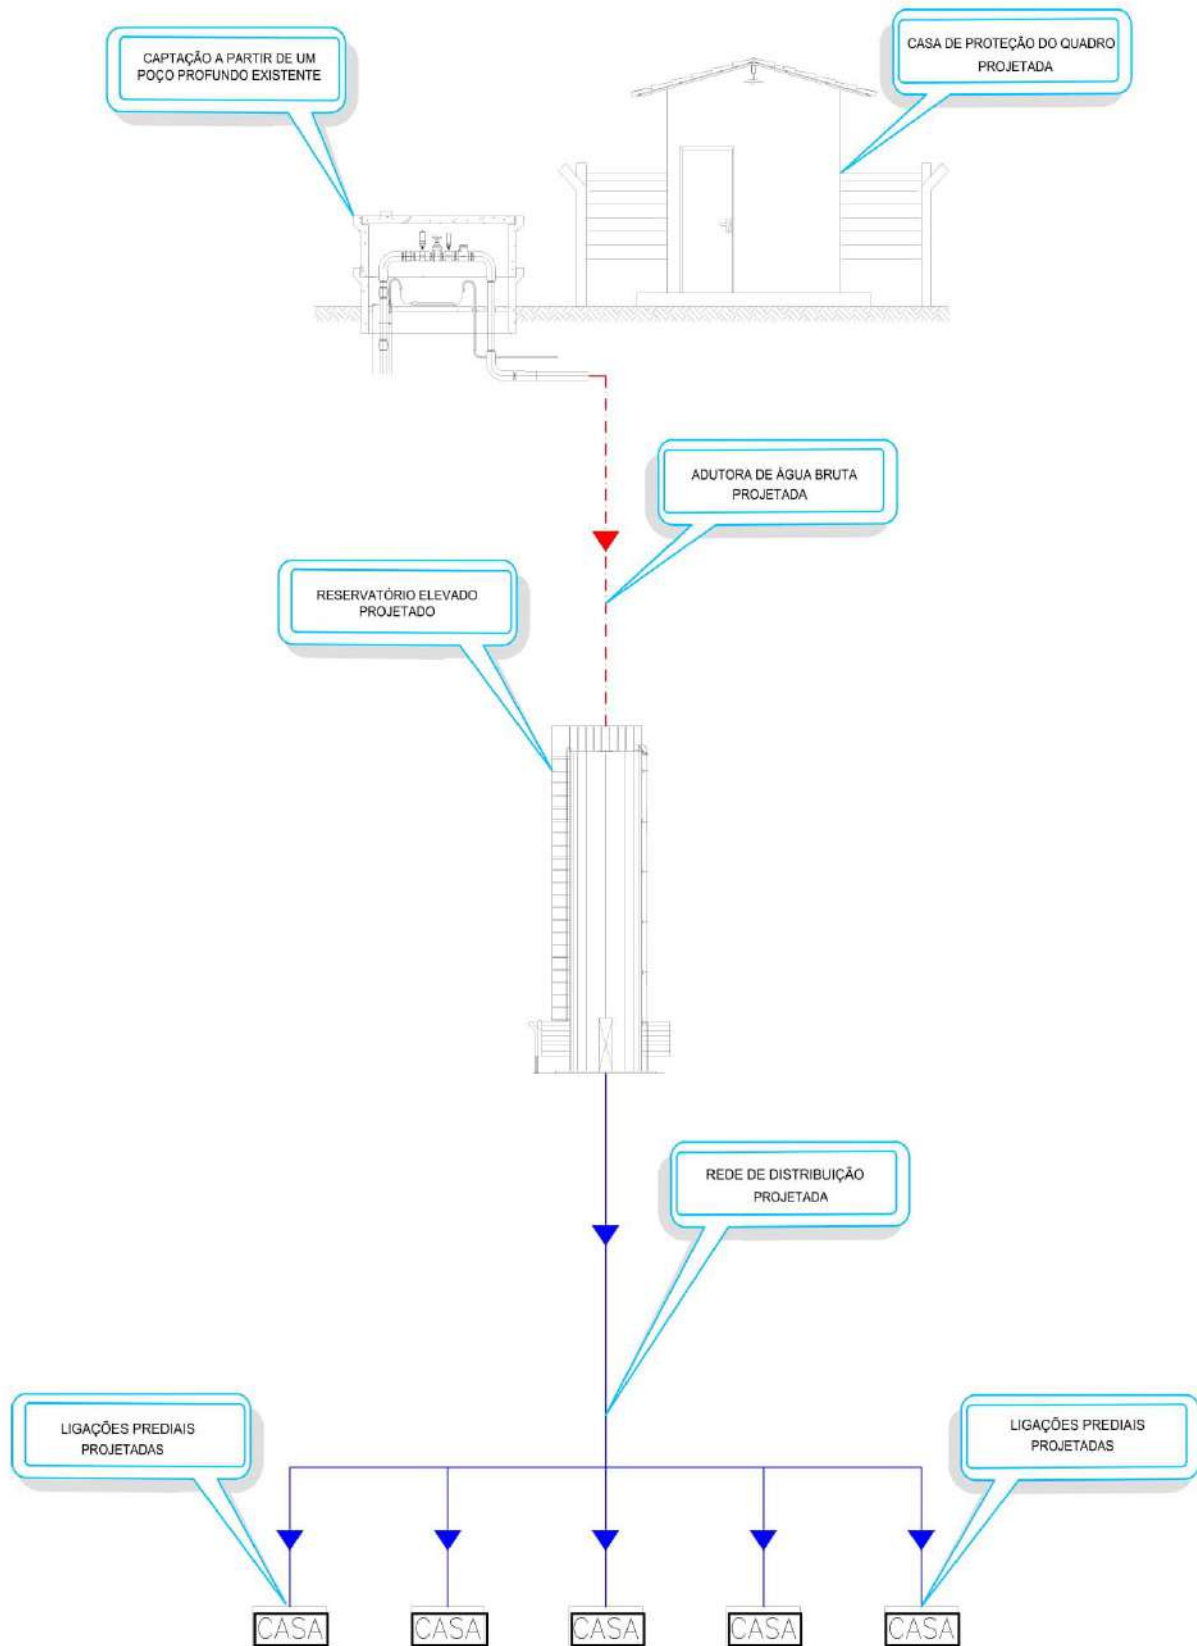 CAPTAÇÃO A PARTIR DE UM
POÇO PROFUNDO EXISTENTE
CASA DE PROTEÇÃO DO QUADRO
PROJETADA
ADUTORA DE ÁGUA BRUTA
PROJETADA
RESERVATÓRIO ELEVADO
PROJETADO
REDE DE DISTRIBUIÇÃO
PROJETADA
LIGAÇÕES PREDIAIS
PROJETADAS
LIGAÇÕES PREDIAIS
PROJETADAS
CASA
CASA
CASA
CASA
CASA